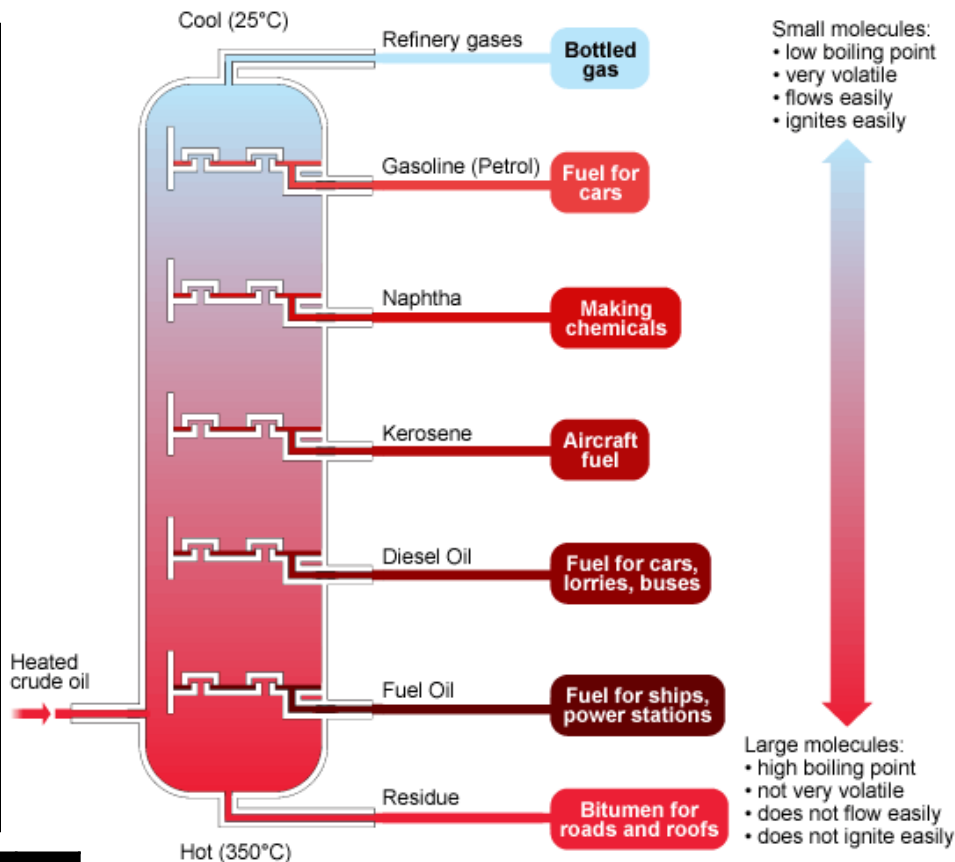 Cool (25°C)
Refinery gases
Bottled
gas
Small molecules:
• low boiling point
• very volatile
• flows easily
• ignites easily
Gasoline (Petrol)
Fuel for
cars
Naphtha
Making
chemicals
Kerosene
Aircraft
fuel
Diesel Oil
Fuel for cars,
lorries, buses
Heated
crude oil
Fuel Oil
Fuel for ships,
power stations
Large molecules:
• high boiling point
• not very volatile
• does not flow easily
• does not ignite easily
Residue
Bitumen for
roads and roofs
Hot (350°C)